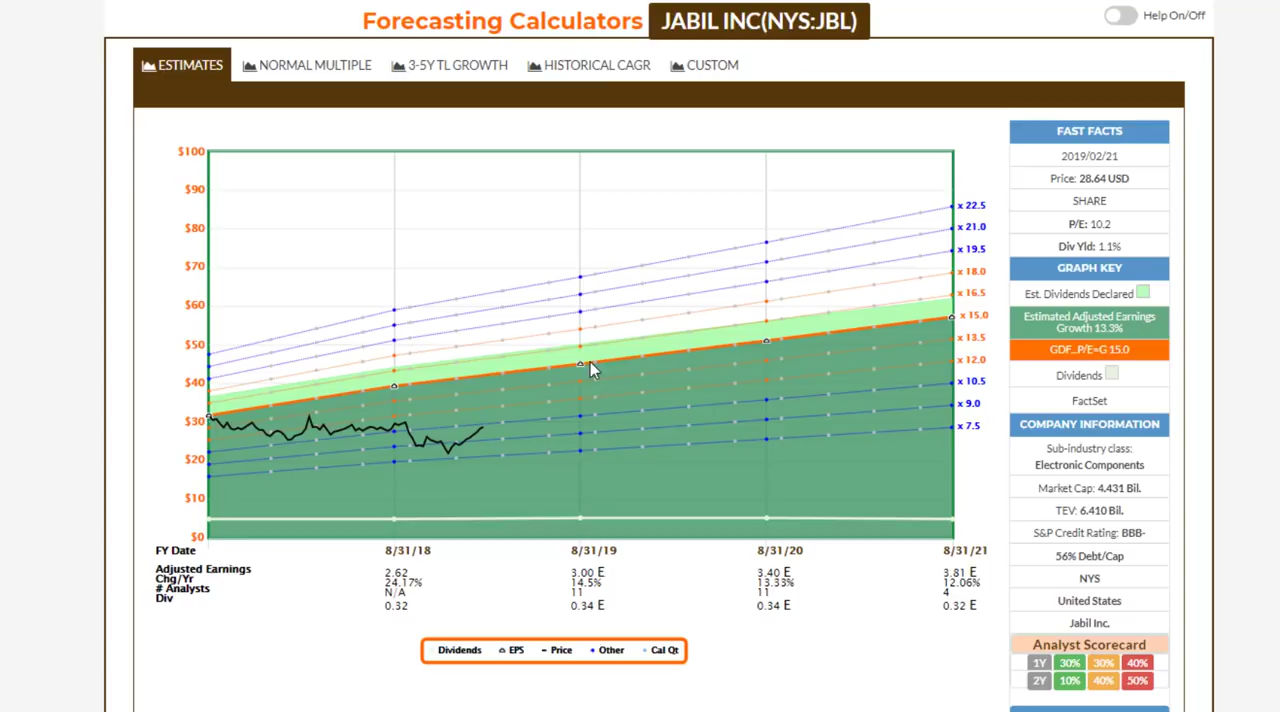 Forecasting Calculators JABIL INC(NYS:JBL)
Help On/Off
ESTIMATES NORMAL MULTIPLE 3-5Y TL GROWTH HISTORICAL CAGR CUSTOM
$100
$90
$80
$70
$60
$50
$40
$30
$20
$10
$0
x 22.5
x 21.0
x 19.5
x 18.0
x 16.5
x 15.0
x 13.5
x 12.0
x 10.5
x 9.0
x 7.5
FY Date 8/31/18 8/31/19 8/31/20 8/31/21
Adjusted Earnings 2.62 3.00 E 3.40 E 3.81 E
Chg/Yr 24.17% 14.5% 13.33% 12.06%
# Analysts N/A 11 11 4
Div 0.32 0.34 E 0.34 E 0.32 E
Dividends EPS Price Other Cal Qt
FAST FACTS
2019/02/21
Price: 28.64 USD
SHARE
P/E: 10.2
Div Yld: 1.1%
GRAPH KEY
Est. Dividends Declared
Estimated Adjusted Earnings
Growth 13.3%
GDF_P/E=G 15.0
Dividends
FactSet
COMPANY INFORMATION
Sub-industry class:
Electronic Components
Market Cap: 4.431 Bil.
TEV: 6.410 Bil.
S&P Credit Rating: BBB-
56% Debt/Cap
NYS
United States
Jabil Inc.
Analyst Scorecard
1Y 30% 30% 40%
2Y 10% 40% 50%